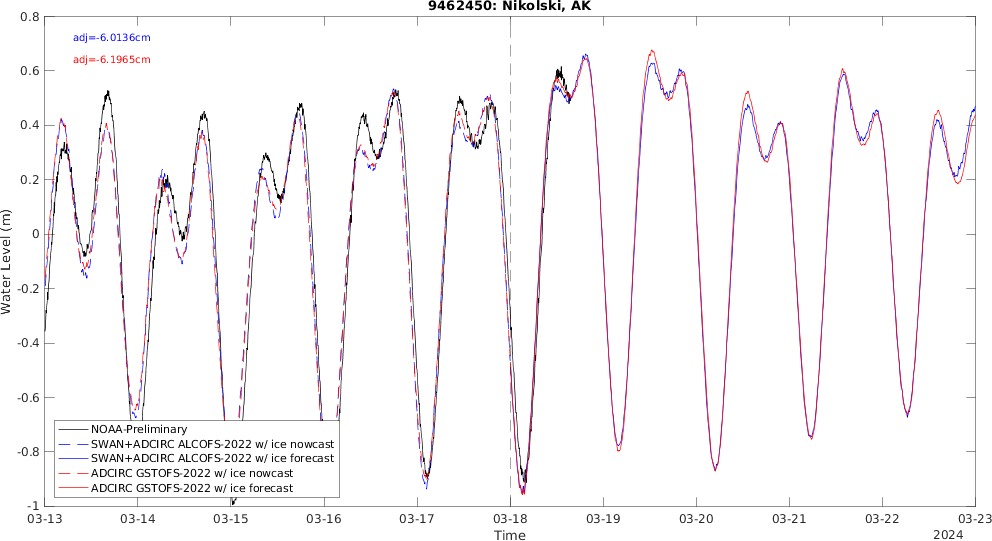 9462450: Nikolski, AK
adj=-6.0136cm
adj=-6.1965cm
Water Level (m)
0.8
0.6
0.4
0.2
0
-0.2
-0.4
-0.6
-0.8
-1
NOAA-Preliminary
SWAN+ADCIRC ALCOFS-2022 w/ ice nowcast
SWAN+ADCIRC ALCOFS-2022 w/ ice forecast
ADCIRC GSTOFS-2022 w/ ice nowcast
ADCIRC GSTOFS-2022 w/ ice forecast
03-13 03-14 03-15 03-16 03-17 03-18 03-19 03-20 03-21 03-22 03-23
Time
2024